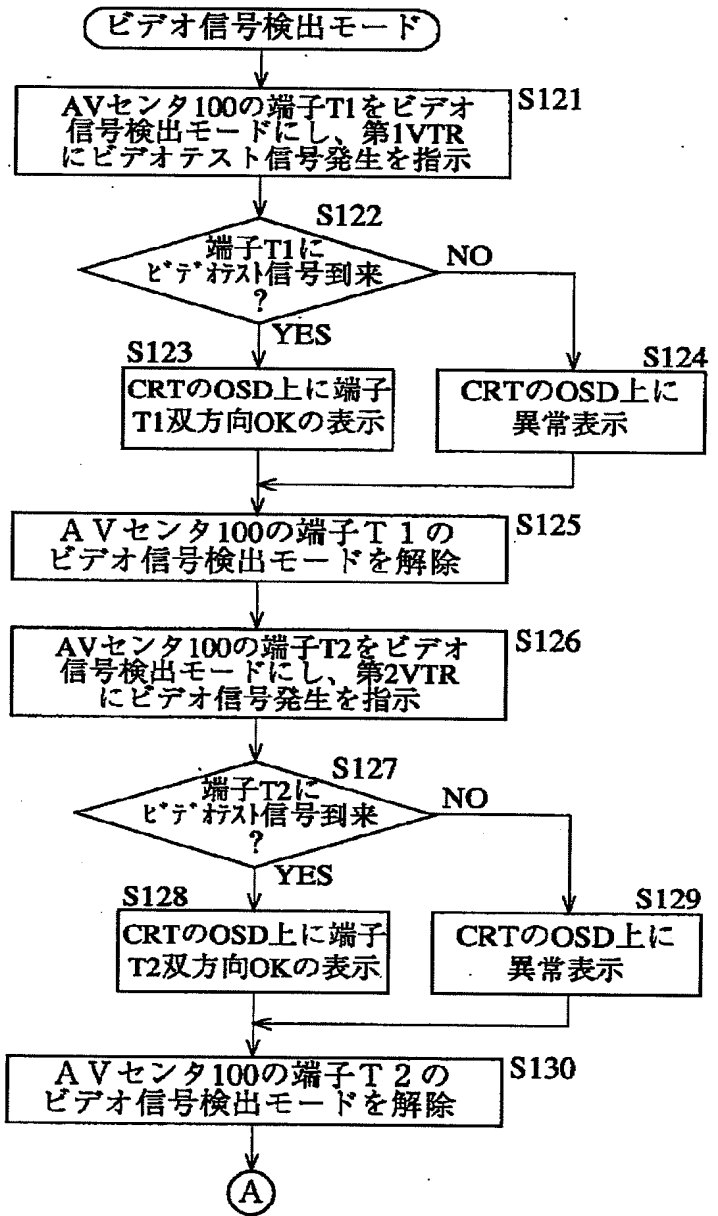 ビデオ信号検出モード
S121
AVセンタ100の端子T1をビデオ
信号検出モードにし、第1VTR
にビデオテスト信号発生を指示
S122
端子T1に
ビデオテスト信号到来
?
NO
YES
S123
CRTのOSD上に端子
T1双方向OKの表示
S124
CRTのOSD上に
異常表示
S125
AVセンタ100の端子T1の
ビデオ信号検出モードを解除
S126
AVセンタ100の端子T2をビデオ
信号検出モードにし、第2VTR
にビデオ信号発生を指示
S127
端子T2に
ビデオテスト信号到来
?
NO
YES
S128
CRTのOSD上に端子
T2双方向OKの表示
S129
CRTのOSD上に
異常表示
S130
AVセンタ100の端子T2の
ビデオ信号検出モードを解除
A